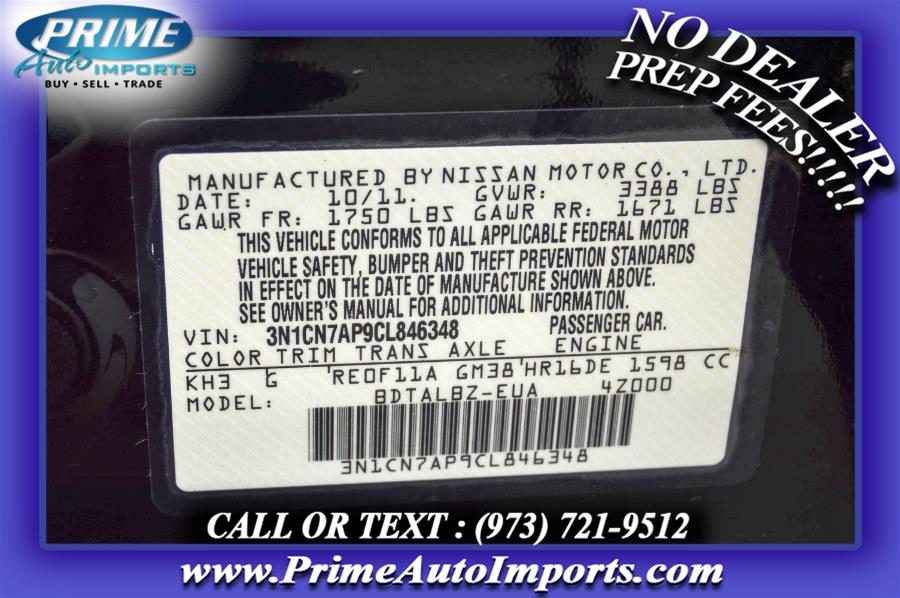 PRIME
Auto IMPORTS
BUY • SELL • TRADE
NO DEALER
PREP FEES!!!!!
MANUFACTURED BY NISSAN MOTOR CO., LTD.
DATE: 10/11. GVWR: 3388 LBS
GAWR FR: 1750 LBS GAWR RR: 1671 LBS
THIS VEHICLE CONFORMS TO ALL APPLICABLE FEDERAL MOTOR
VEHICLE SAFETY, BUMPER AND THEFT PREVENTION STANDARDS
IN EFFECT ON THE DATE OF MANUFACTURE SHOWN ABOVE.
SEE OWNER'S MANUAL FOR ADDITIONAL INFORMATION
VIN: 3N1CN7AP9CL846348 PASSENGER CAR.
COLOR TRIM TRANS AXLE ENGINE
KH3 G RE0F11A GM38 HR16DE 1598 CC
MODEL: BDTALBZ-EUA 4Z000
3N1CN7AP9CL846348
CALL OR TEXT : (973) 721-9512
www.PrimeAutoImports.com